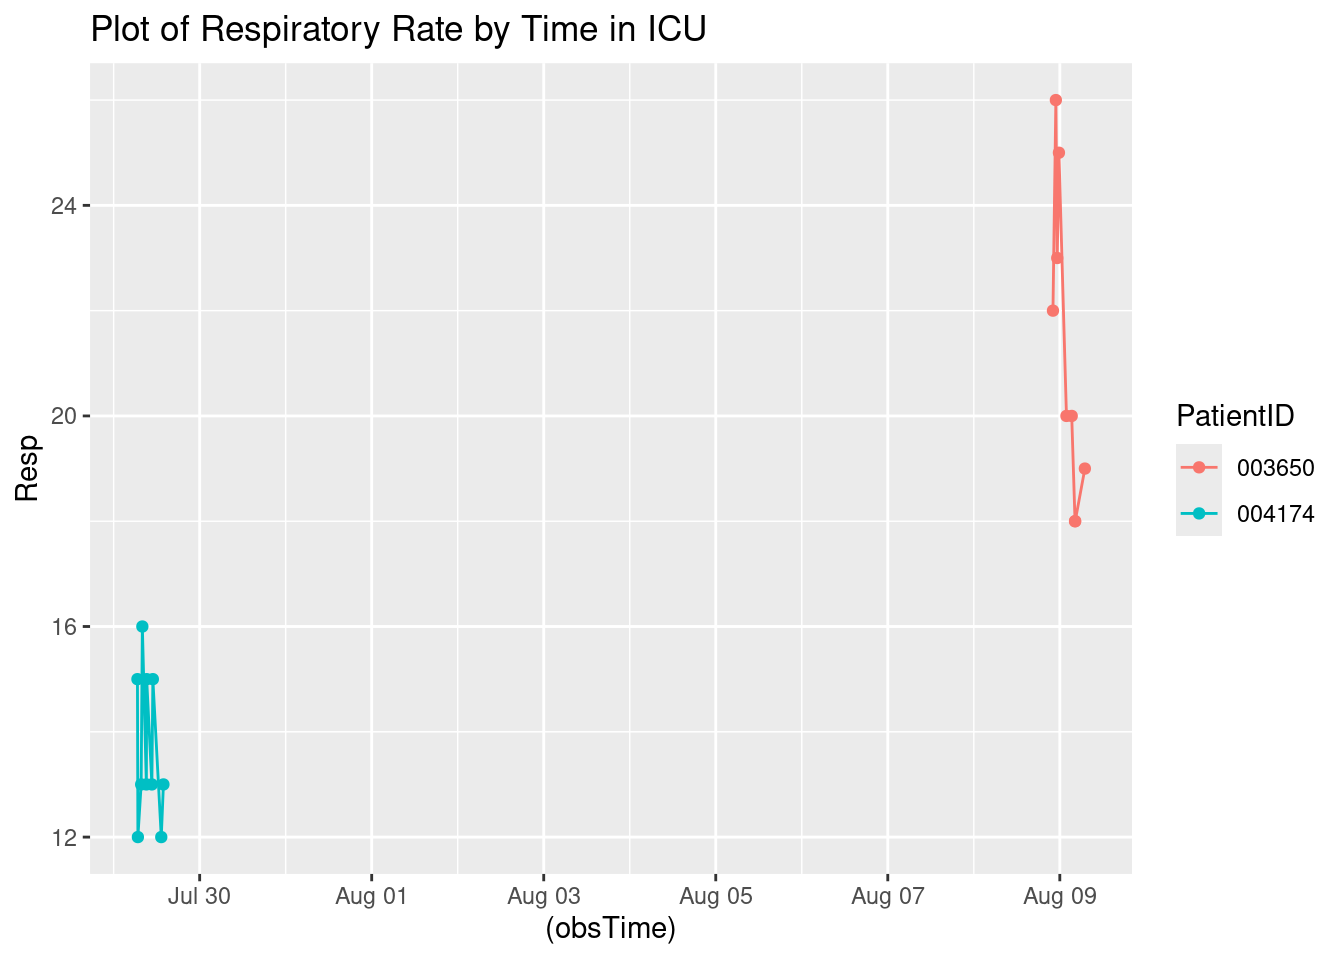 Plot of Respiratory Rate by Time in ICU
24
20
16
12
Resp
Jul 30 Aug 01 Aug 03 Aug 05 Aug 07 Aug 09
(obsTime)
PatientID
003650
004174